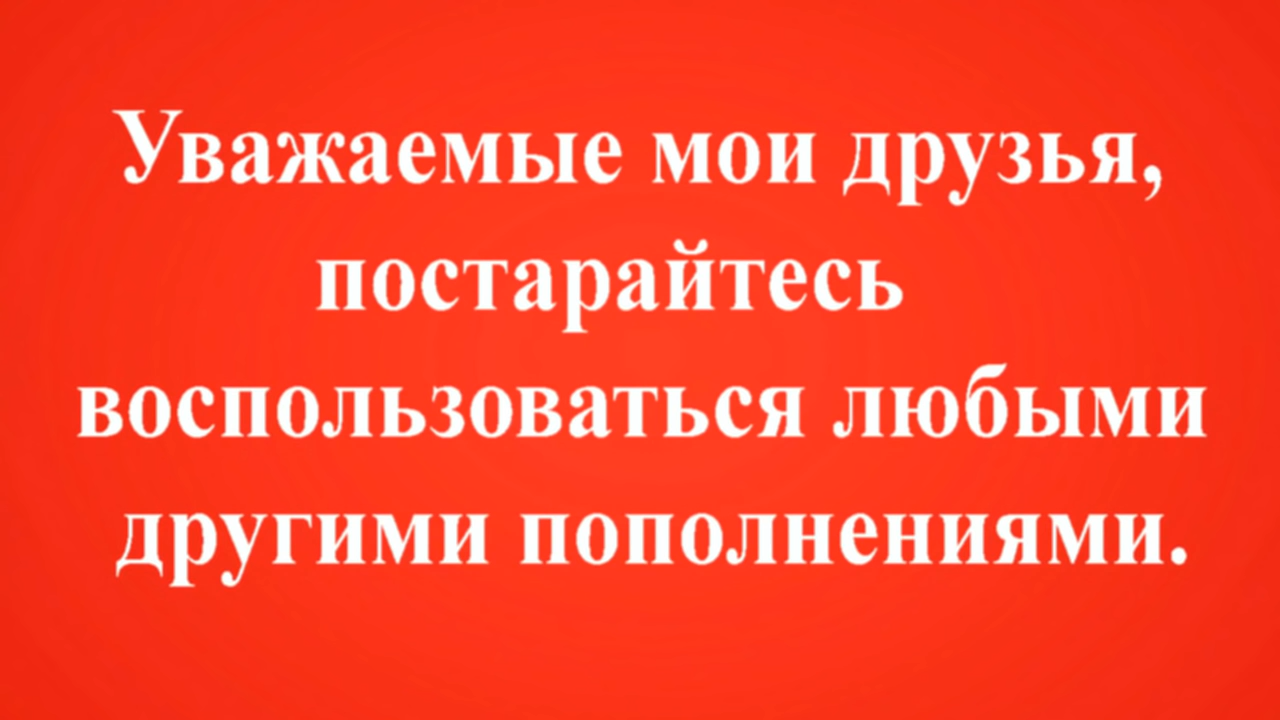 Уважаемые мои друзья,
постарайтесь
воспользоваться любыми
другими пополнениями.